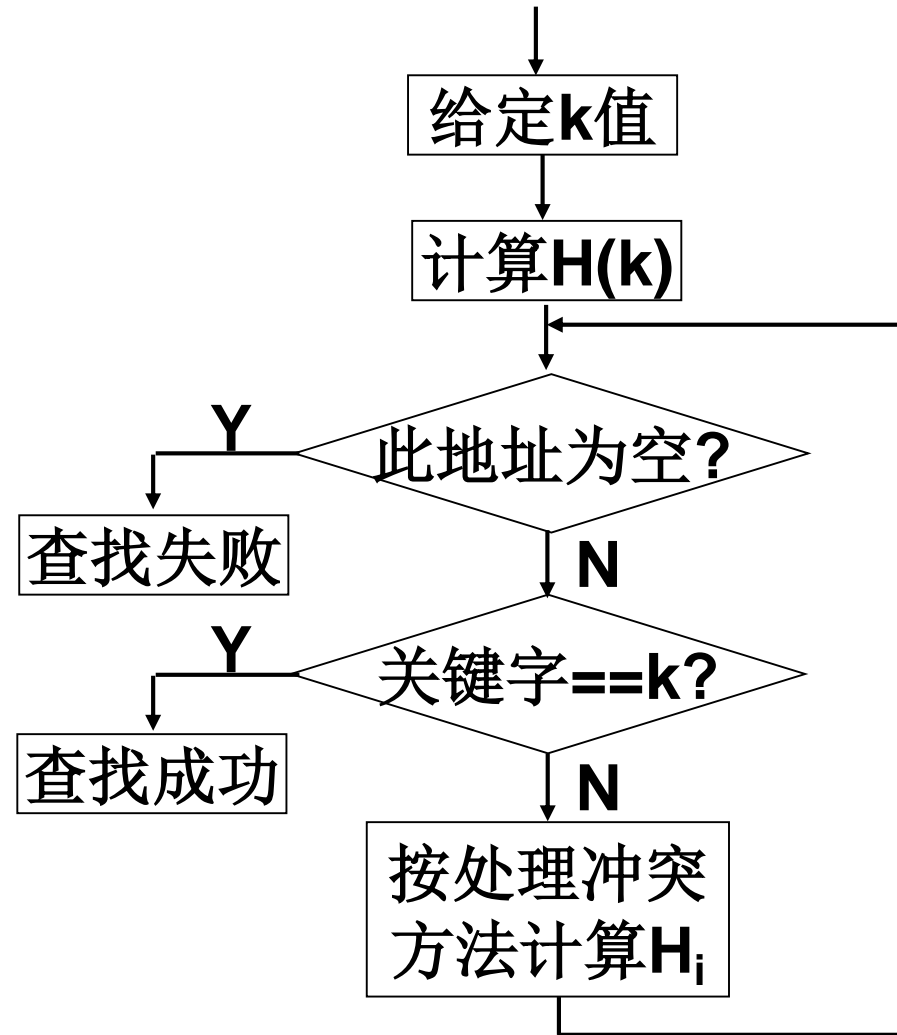 给定k值
计算H(k)
Y
此地址为空?
查找失败
N
Y
关键字==k?
查找成功
N
按处理冲突
方法计算Hi